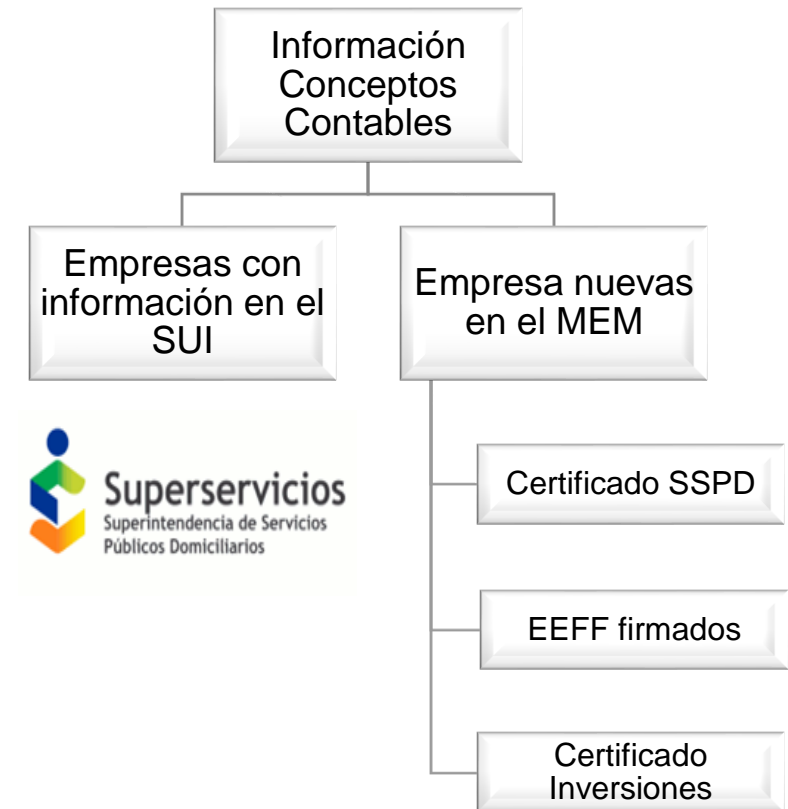 Información
Conceptos
Contables
Empresas con
información en el
SUI
Empresa nuevas
en el MEM
Superservicios
Superintendencia de Servicios
Públicos Domiciliarios
Certificado SSPD
EEFF firmados
Certificado
Inversiones